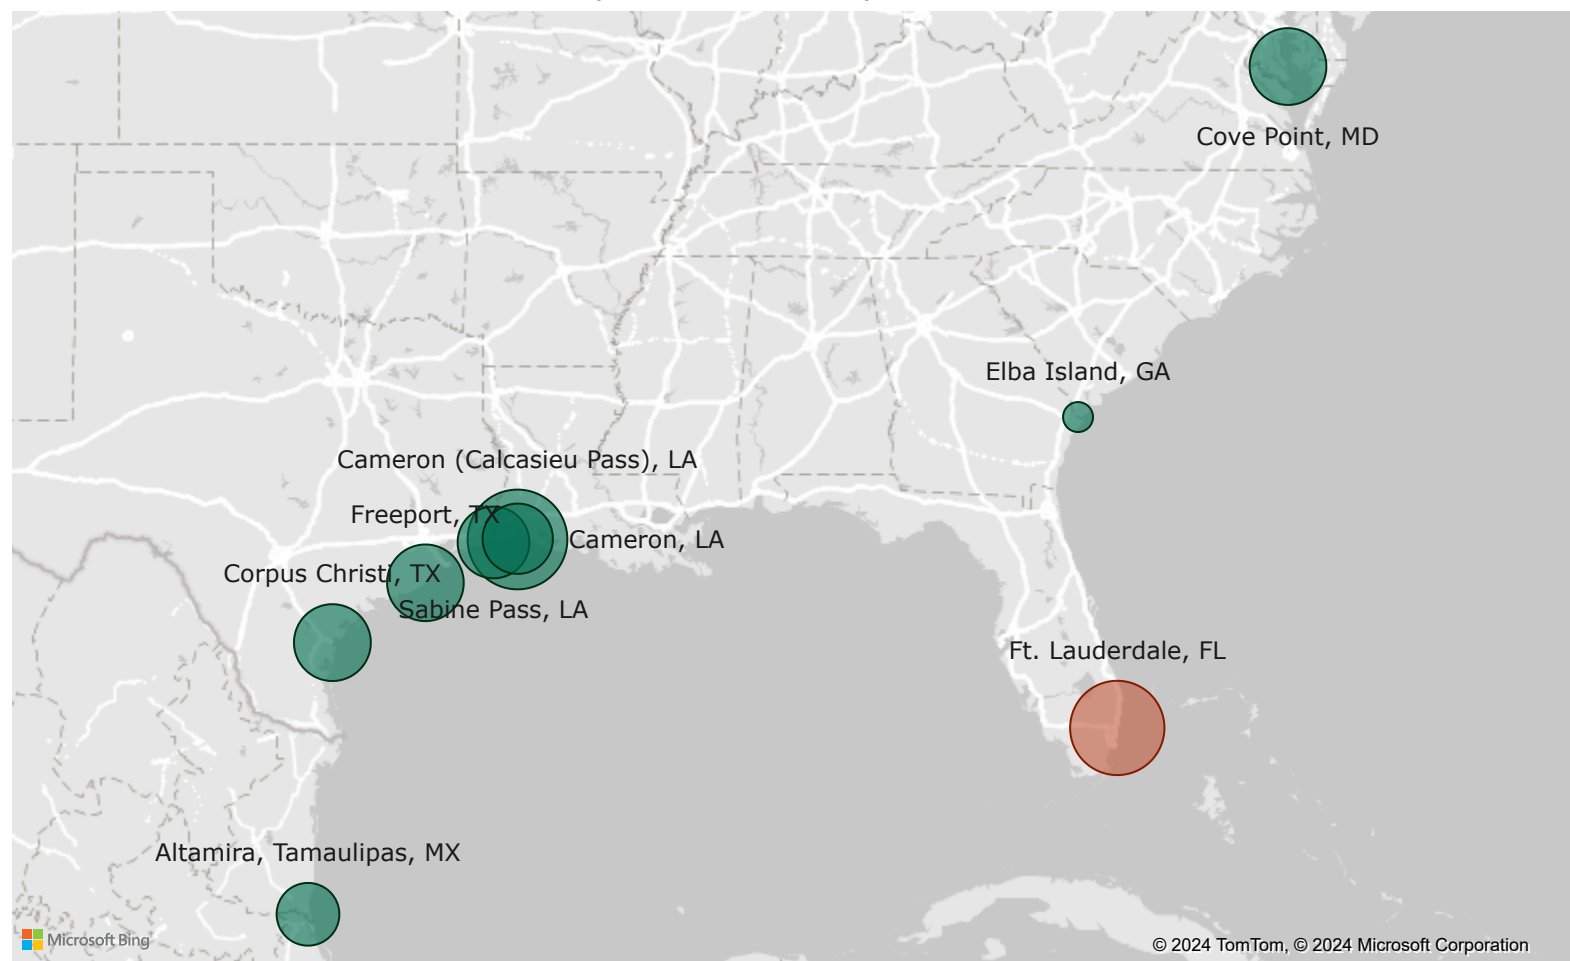 Cove Point, MD
Elba Island, GA
Cameron (Calcasieu Pass), LA
Freeport, TX
Cameron, LA
Corpus Christi, TX
Sabine Pass, LA
Ft. Lauderdale, FL
Altamira, Tamaulipas, MX
Microsoft Bing
© 2024 TomTom, © 2024 Microsoft Corporation